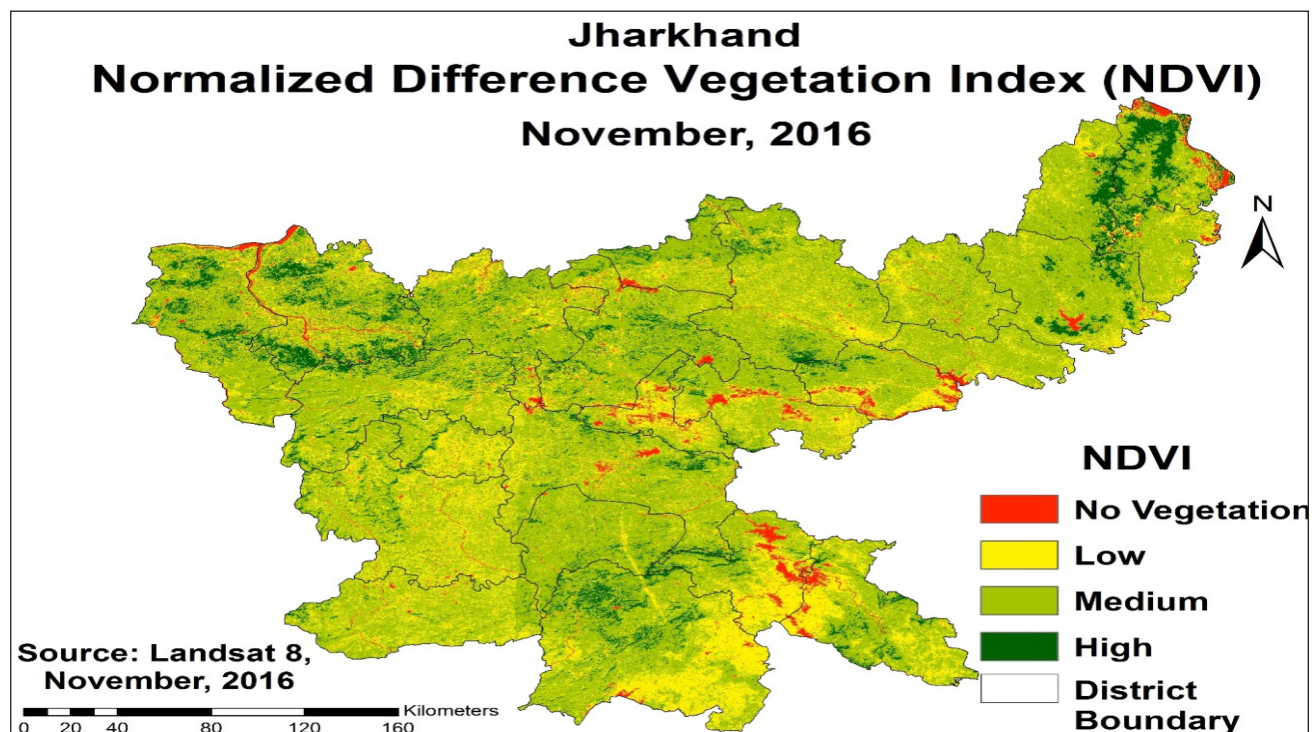 Jharkhand
Normalized Difference Vegetation Index (NDVI)
November, 2016
N
NDVI
No Vegetation
Low
Medium
High
District
Boundary
Source: Landsat 8,
November, 2016
Kilometers
0 20 40 80 120 160